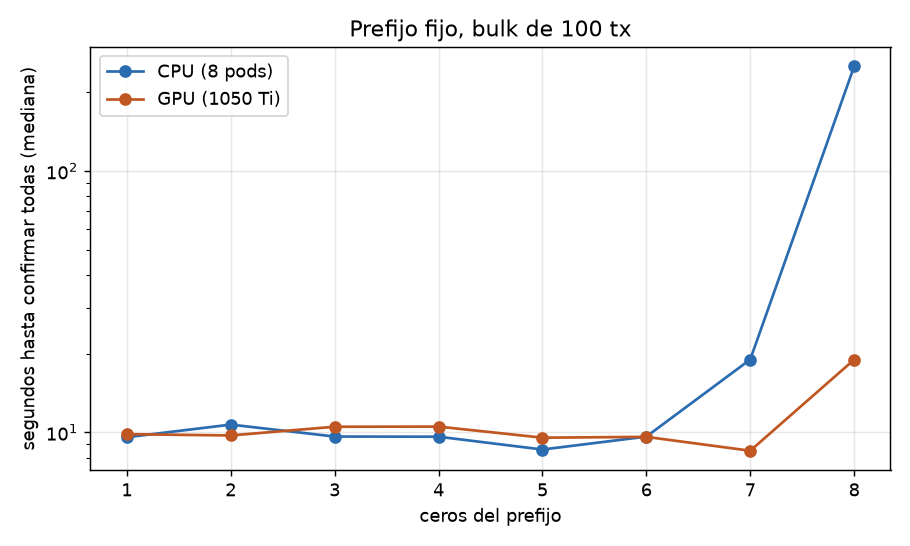 Prefijo fijo, bulk de 100 tx
CPU (8 pods)
GPU (1050 Ti)
segundos hasta confirmar todas (mediana)
10²
10¹
1 2 3 4 5 6 7 8
ceros del prefijo